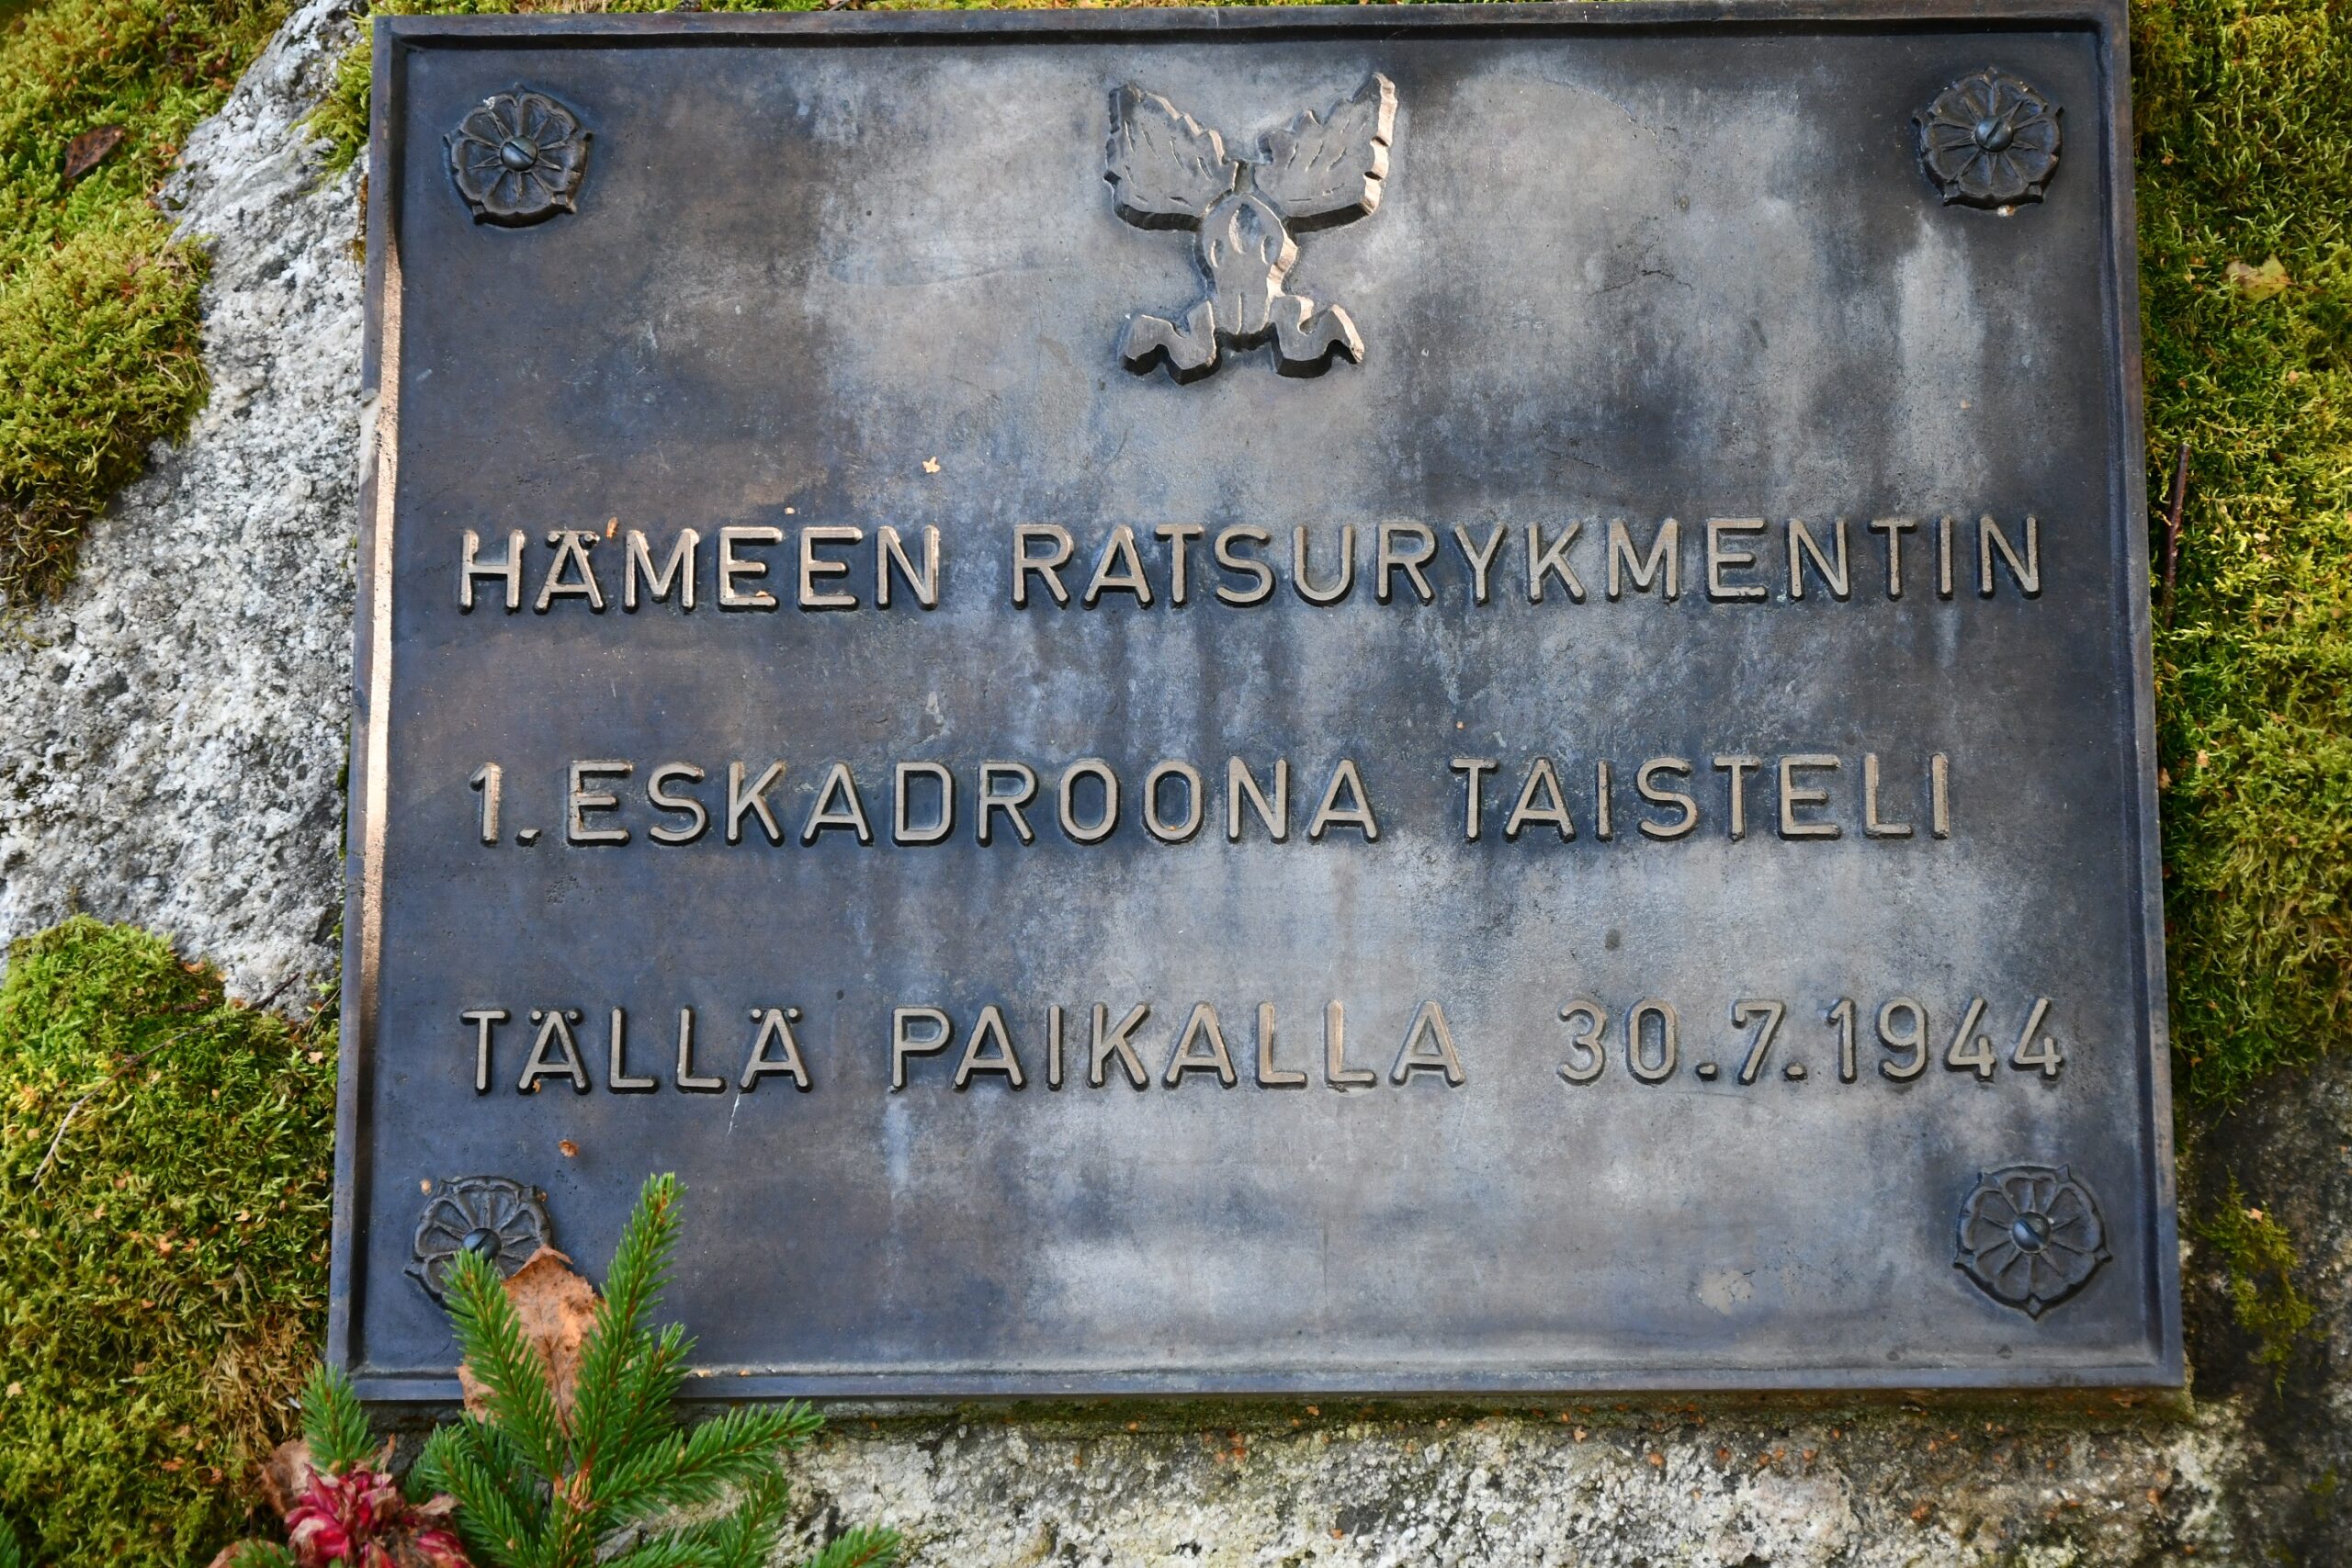 HÄMEEN RATSURYKMENTIN
1. ESKADROONA TAISTELI
TÄLLÄ PAIKALLA 30.7.1944